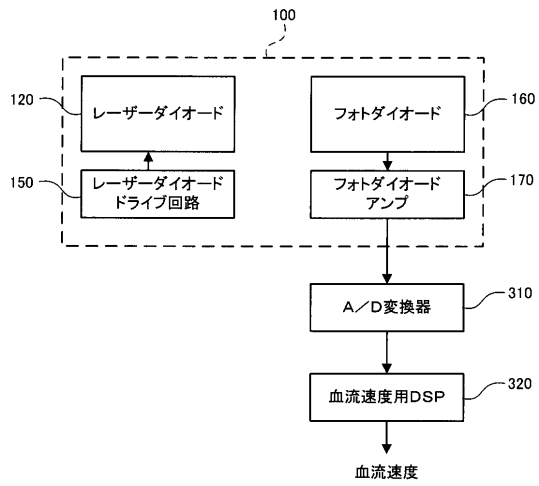 100
120
レーザーダイオード
フォトダイオード
160
150
レーザーダイオード
ドライブ回路
フォトダイオード
アンプ
170
A/D変換器
310
血流速度用DSP
320
血流速度